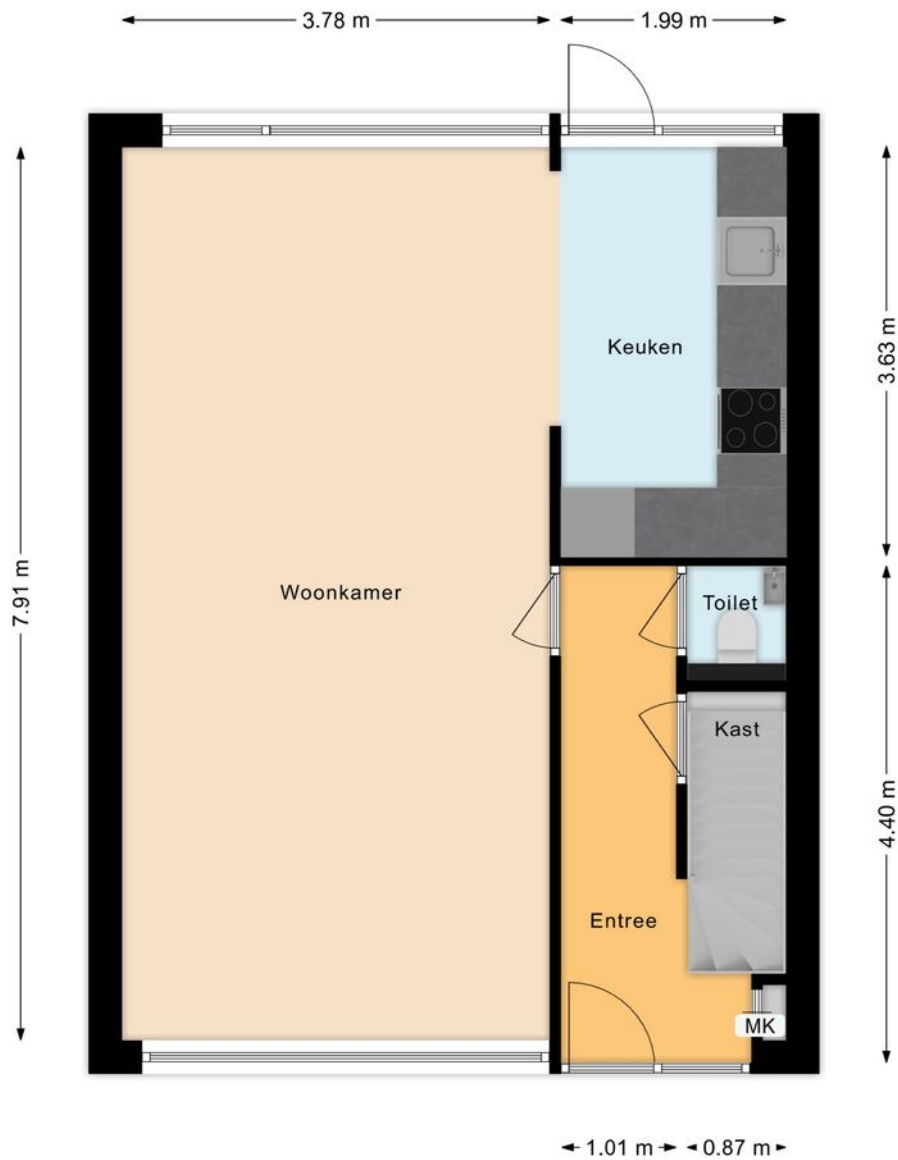 3.78 m
1.99 m
Keuken
3.63 m
7.91 m
Woonkamer
Toilet
Kast
4.40 m
Entree
MK
1.01 m
0.87 m